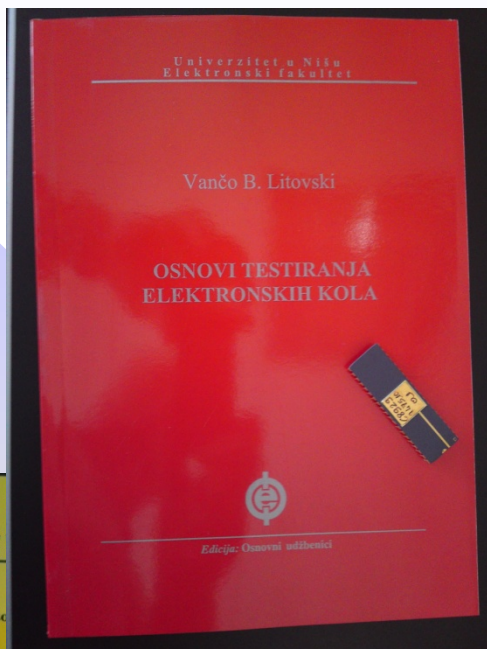 Univerzitet u Nišu
Elektronski fakultet
Vančo B. Litovski
OSNOVI TESTIRANJA
ELEKTRONSKIH KOLA
Edicija: Osnovni udžbenici